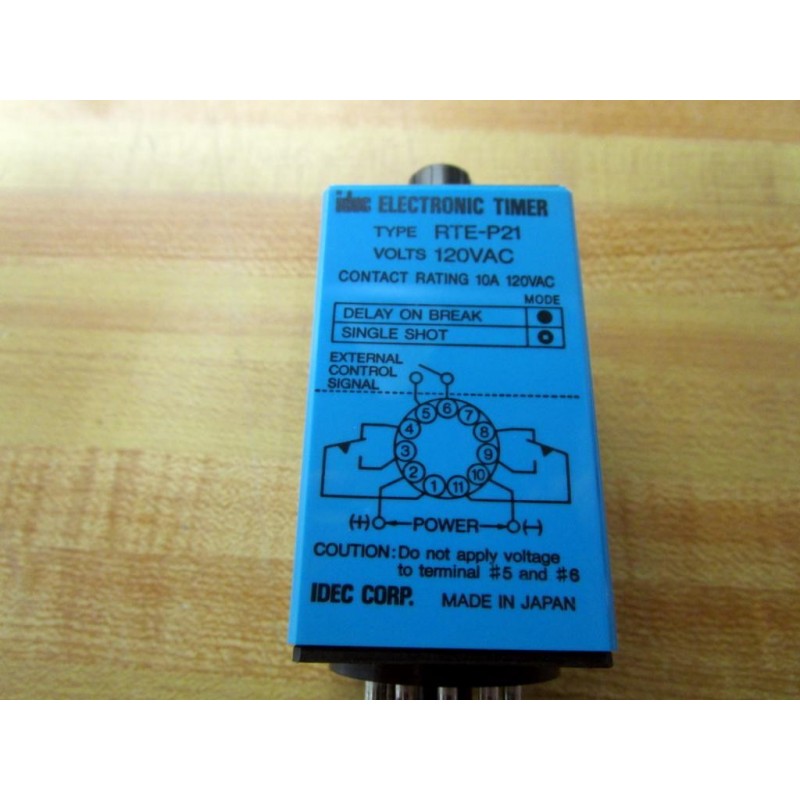 idec ELECTRONIC TIMER
TYPE RTE-P21
VOLTS 120VAC
CONTACT RATING 10A 120VAC
MODE
DELAY ON BREAK
SINGLE SHOT
EXTERNAL
CONTROL
SIGNAL
5 6 7
4 8
3 9
2 10
1 11
(+) POWER (-)
COUTION: Do not apply voltage
to terminal #5 and #6
IDEC CORP. MADE IN JAPAN